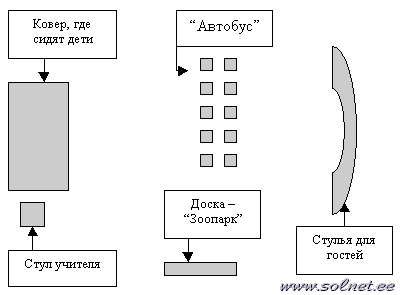 Ковер, где
сидят дети
“Автобус”
Доска –
“Зоопарк”
Стул учителя
Стулья для
гостей
www.solnet.ee